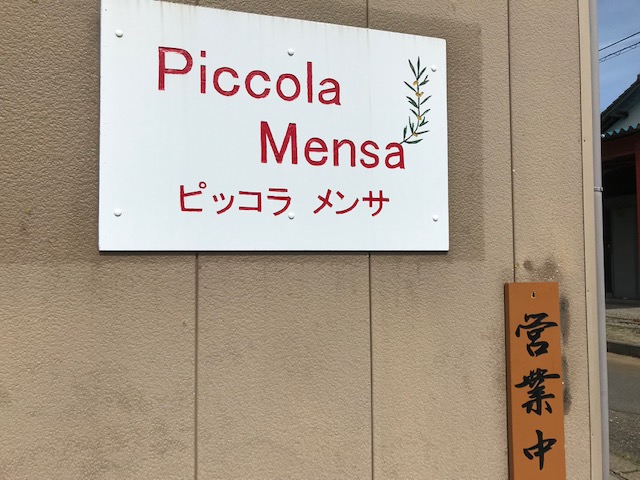 Piccola
Mensa
ピッコラ メンサ
営業中